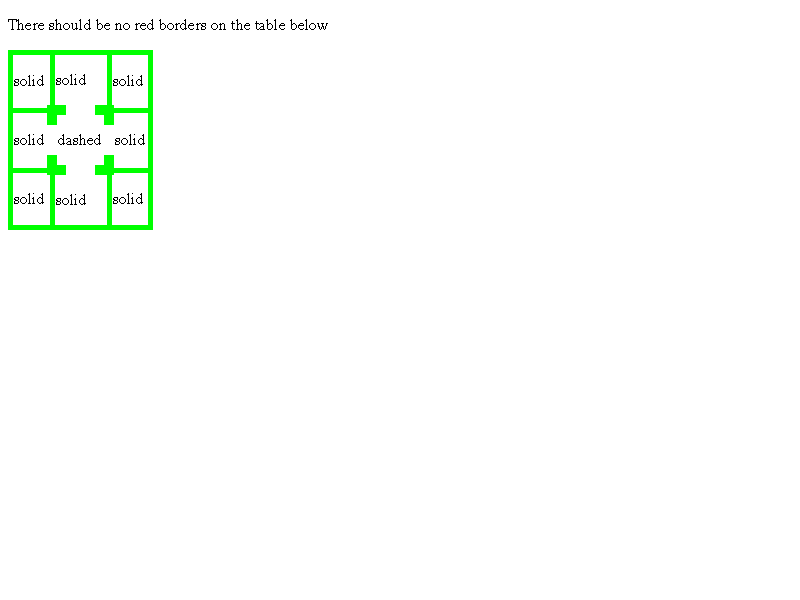 There should be no red borders on the table below
solid solid solid
solid dashed solid
solid solid solid